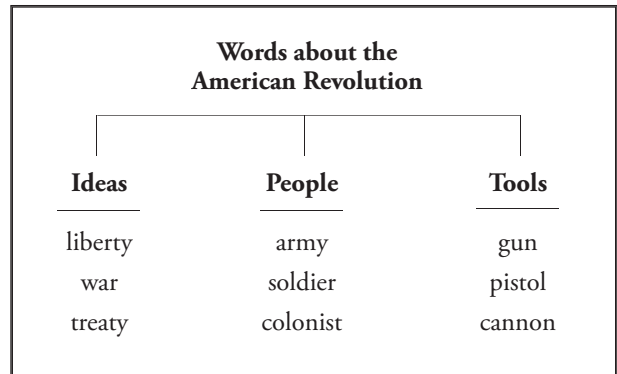 Words about the
American Revolution
Ideas People Tools
liberty army gun
war soldier pistol
treaty colonist cannon